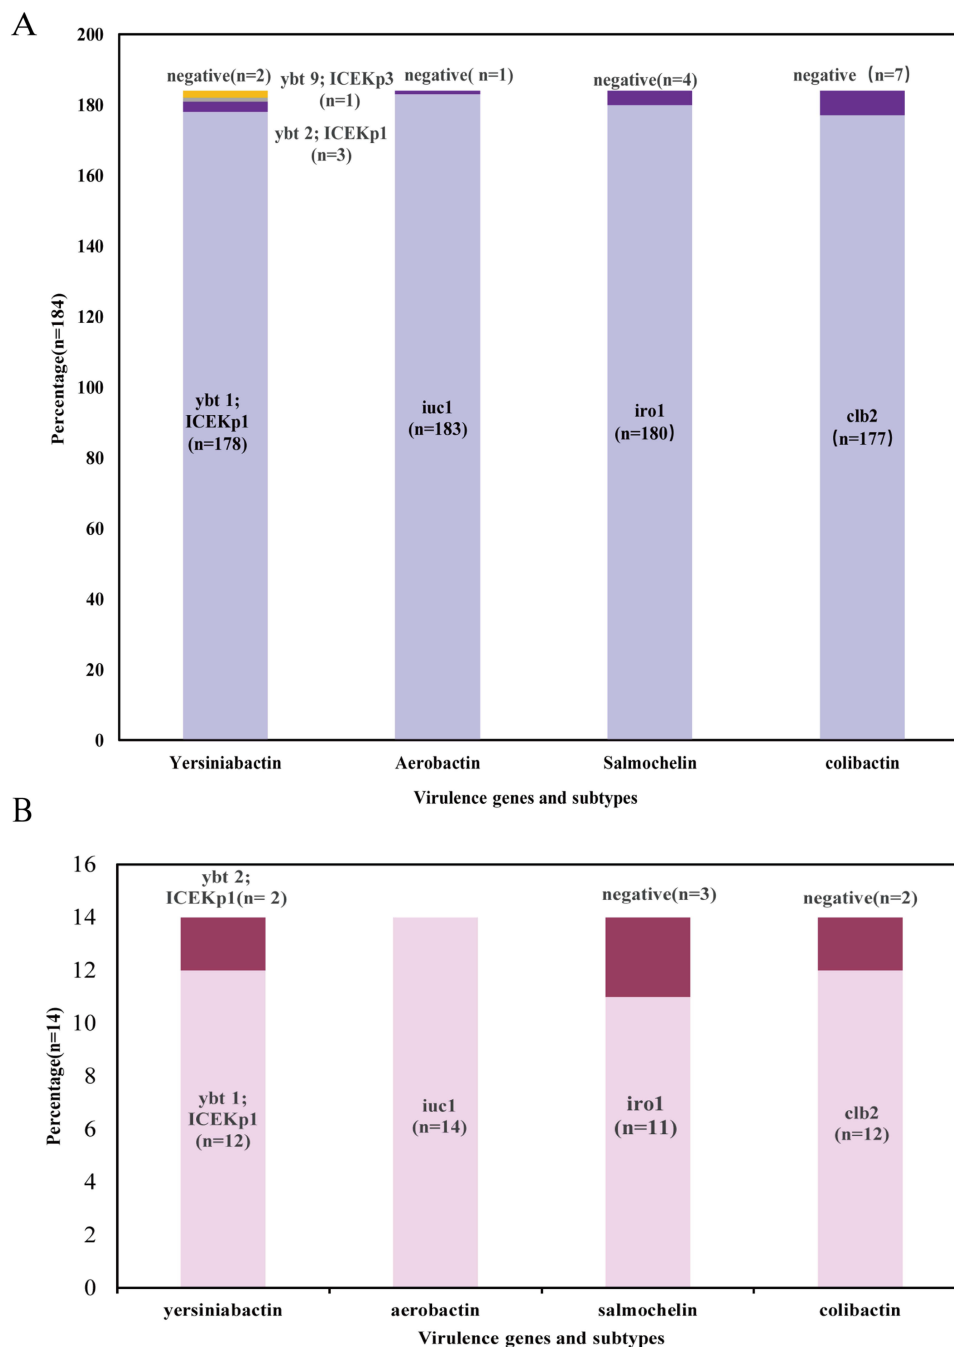 A
200
180
160
140
120
100
80
60
40
20
0
Percentage(n=184)
negative(n=2)
ybt 9; ICEKp3
(n=1)
ybt 2; ICEKp1
(n=3)
negative( n=1)
negative(n=4)
negative (n=7)
ybt 1;
ICEKp1
(n=178)
iuc1
(n=183)
iro1
(n=180)
clb2
(n=177)
Yersiniabactin
Aerobactin
Salmochelin
colibactin
Virulence genes and subtypes
B
16
14
12
10
8
6
4
2
0
Percentage(n=14)
ybt 2;
ICEKp1(n= 2)
negative(n=3)
negative(n=2)
ybt 1;
ICEKp1
(n=12)
iuc1
(n=14)
iro1
(n=11)
clb2
(n=12)
yersiniabactin
aerobactin
salmochelin
colibactin
Virulence genes and subtypes